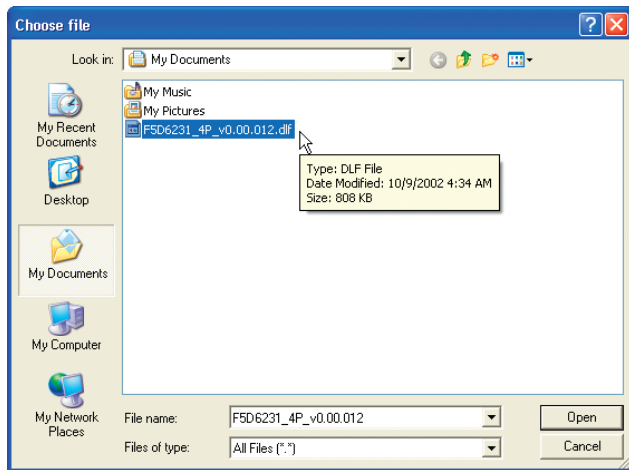 Choose file
Look in:
My Documents
My Recent
Documents
Desktop
My Documents
My Computer
My Network
Places
My Music
My Pictures
F5D6231_4P_v0.00.012.dlf
Type: DLF File
Date Modified: 10/9/2002 4:34 AM
Size: 808 KB
File name:
F5D6231_4P_v0.00.012
Open
Files of type:
All Files (*.*)
Cancel